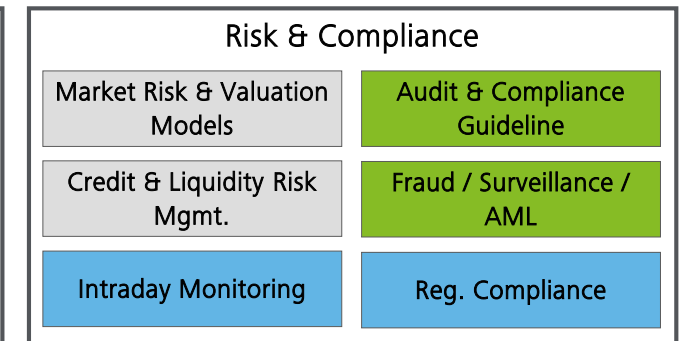 Risk & Compliance
Market Risk & Valuation
Models
Audit & Compliance
Guideline
Credit & Liquidity Risk
Mgmt.
Fraud / Surveillance /
AML
Intraday Monitoring
Reg. Compliance